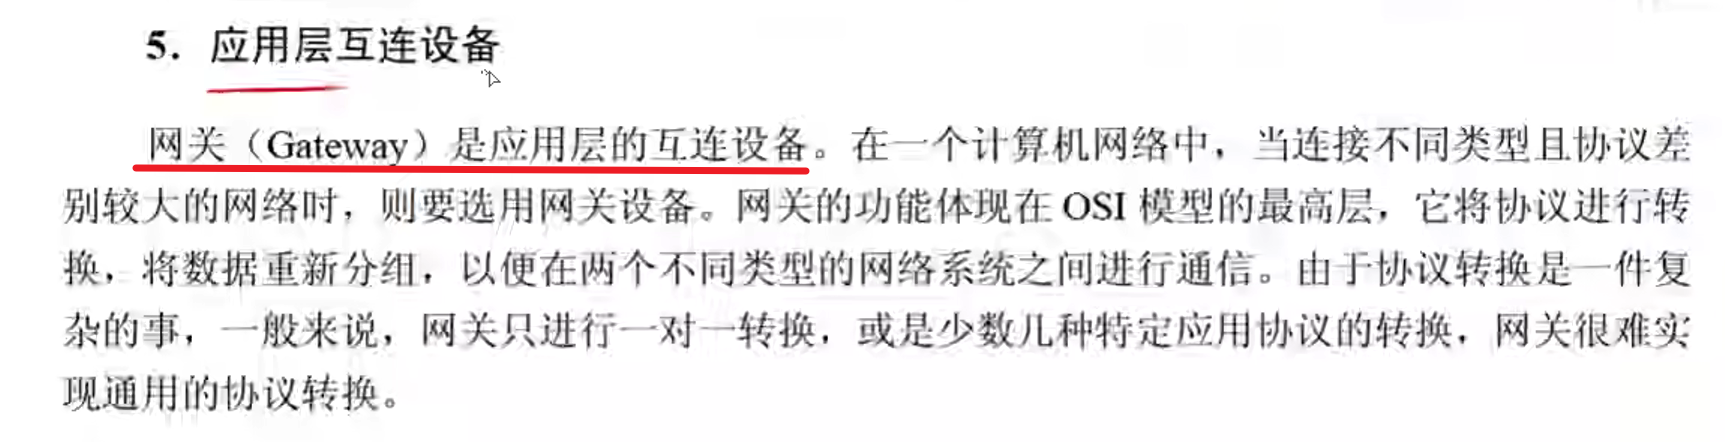 5. 应用层互连设备
网关（Gateway）是应用层的互连设备。在一个计算机网络中，当连接不同类型且协议差
别较大的网络时，则要选用网关设备。网关的功能体现在 OSI 模型的最高层，它将协议进行转
换，将数据重新分组，以便在两个不同类型的网络系统之间进行通信。由于协议转换是一件复
杂的事，一般来说，网关只进行一对一转换，或是少数几种特定应用协议的转换，网关很难实
现通用的协议转换。